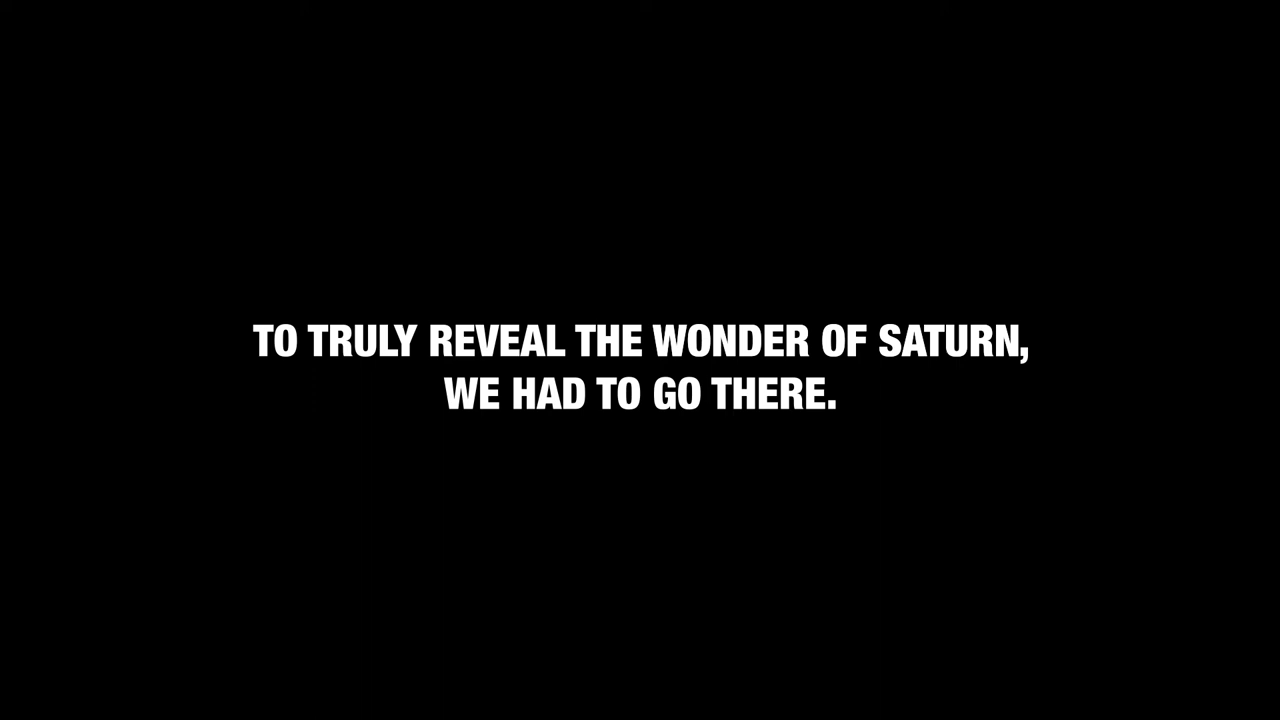 TO TRULY REVEAL THE WONDER OF SATURN,
WE HAD TO GO THERE.